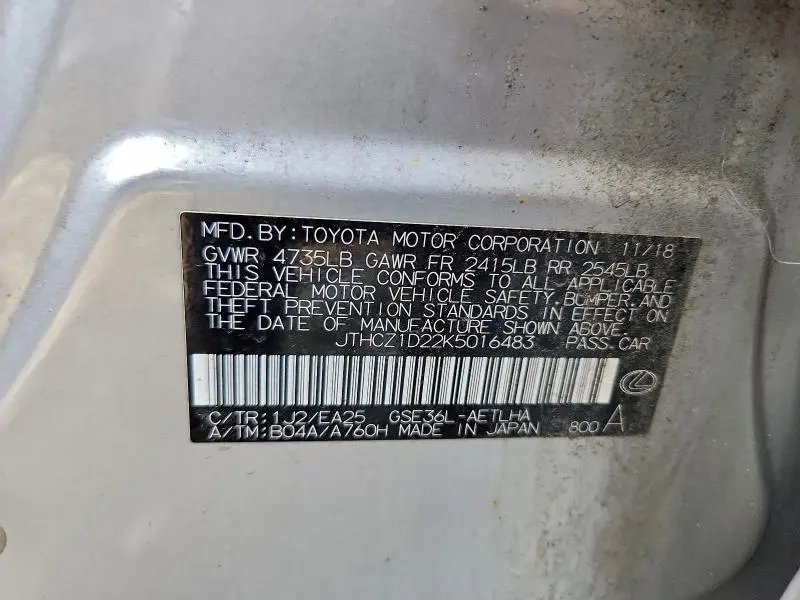 MFD. BY: TOYOTA MOTOR CORPORATION 11/18
GVWR 4735LB GAWR FR 2415LB RR 2545LB
THIS VEHICLE CONFORMS TO ALL APPLICABLE
FEDERAL MOTOR VEHICLE SAFETY, BUMPER, AND
THEFT PREVENTION STANDARDS IN EFFECT ON
THE DATE OF MANUFACTURE SHOWN ABOVE.
JTHCZ1D22K5016483 PASS.CAR
C/TR: 1J2/EA25 GSE36L-AETLHA
A/TM: B04A/A760H MADE IN JAPAN 800 A